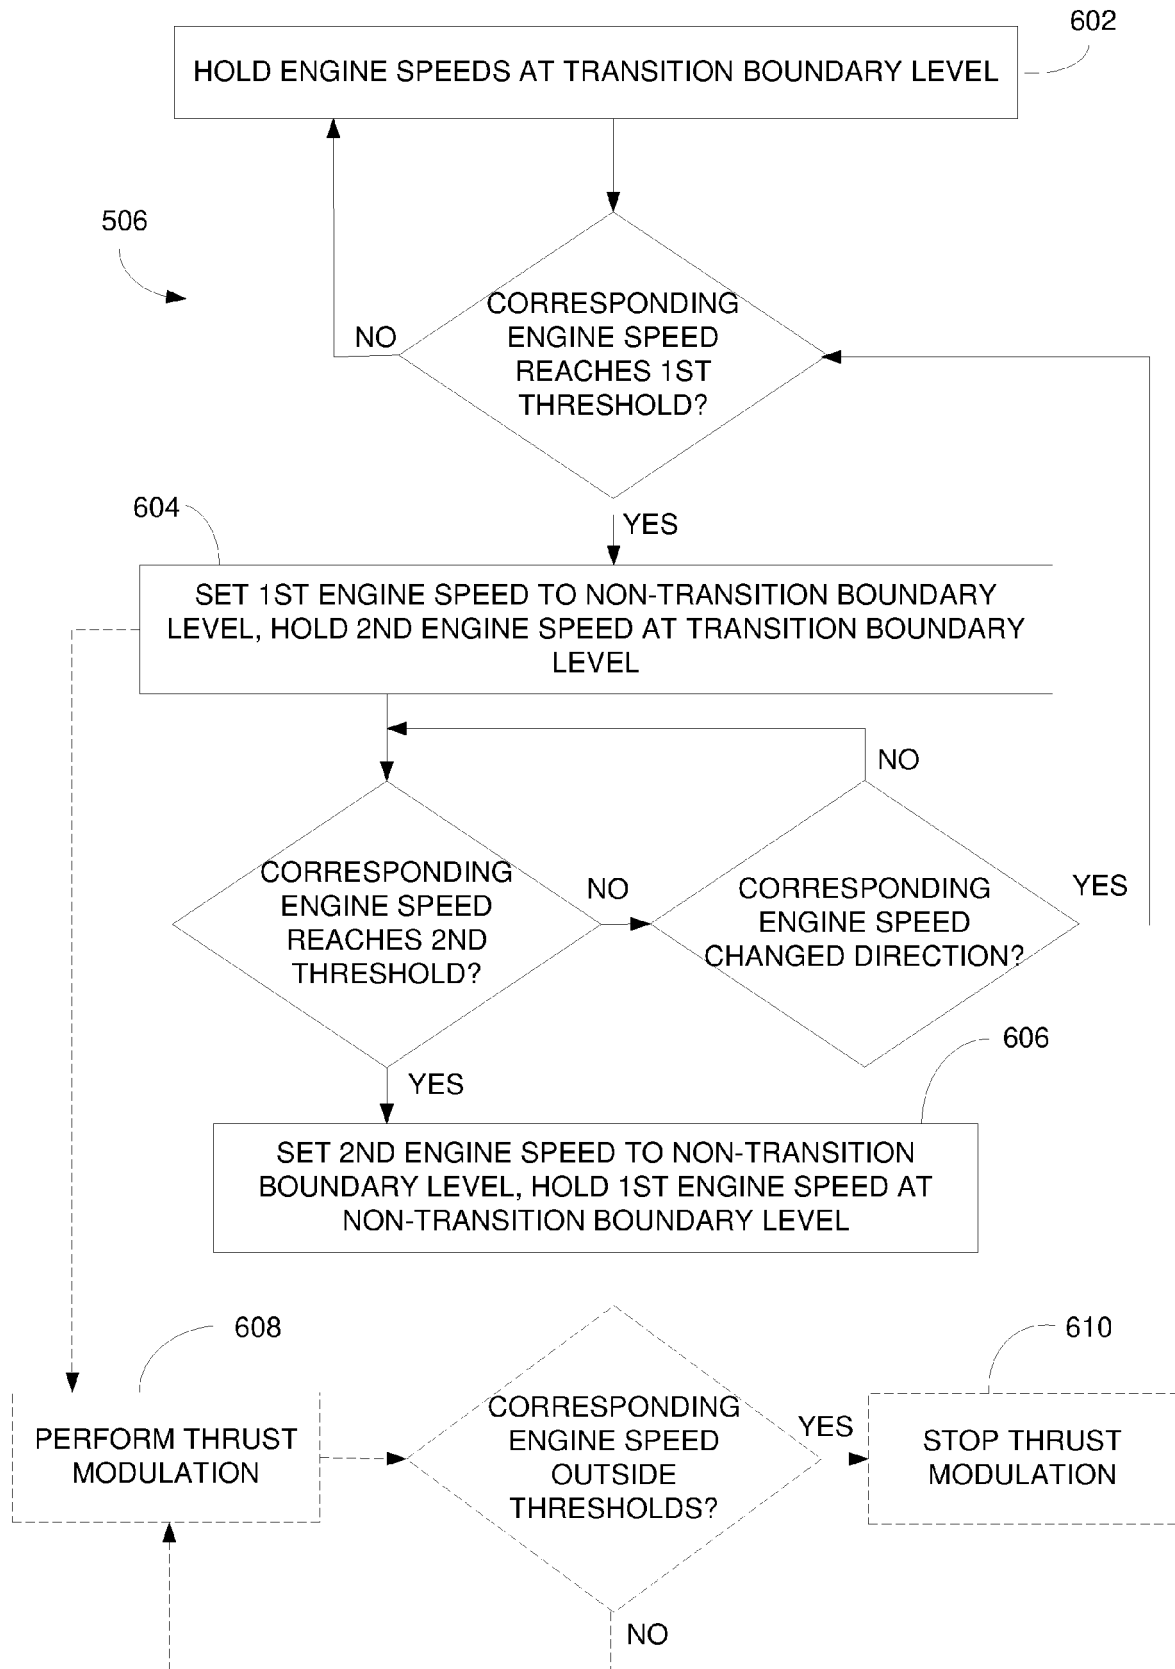 602
HOLD ENGINE SPEEDS AT TRANSITION BOUNDARY LEVEL
506
CORRESPONDING
ENGINE SPEED
REACHES 1ST
THRESHOLD?
NO
YES
604
SET 1ST ENGINE SPEED TO NON-TRANSITION BOUNDARY
LEVEL, HOLD 2ND ENGINE SPEED AT TRANSITION BOUNDARY
LEVEL
NO
CORRESPONDING
ENGINE SPEED
REACHES 2ND
THRESHOLD?
NO
CORRESPONDING
ENGINE SPEED
CHANGED DIRECTION?
YES
606
YES
SET 2ND ENGINE SPEED TO NON-TRANSITION
BOUNDARY LEVEL, HOLD 1ST ENGINE SPEED AT
NON-TRANSITION BOUNDARY LEVEL
608
610
PERFORM THRUST
MODULATION
CORRESPONDING
ENGINE SPEED
OUTSIDE
THRESHOLDS?
YES
STOP THRUST
MODULATION
NO